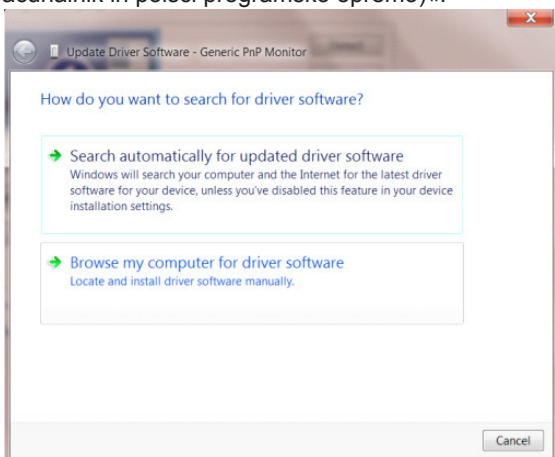 računalnik in poišči programsko opremo)«.
Update Driver Software - Generic PnP Monitor
How do you want to search for driver software?
Search automatically for updated driver software
Windows will search your computer and the Internet for the latest driver
software for your device, unless you've disabled this feature in your device
installation settings.
Browse my computer for driver software
Locate and install driver software manually.
Cancel